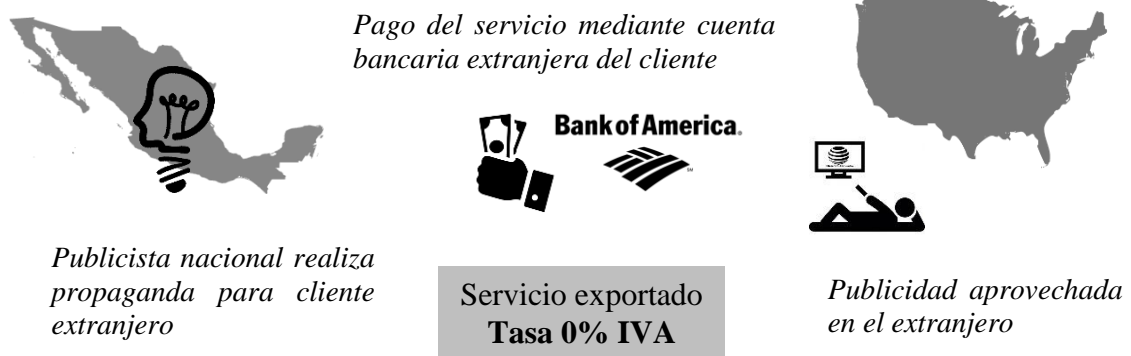 Pago del servicio mediante cuenta
bancaria extranjera del cliente
Bank of America.
Publicista nacional realiza
propaganda para cliente
extranjero
Servicio exportado
Tasa 0% IVA
Publicidad aprovechada
en el extranjero